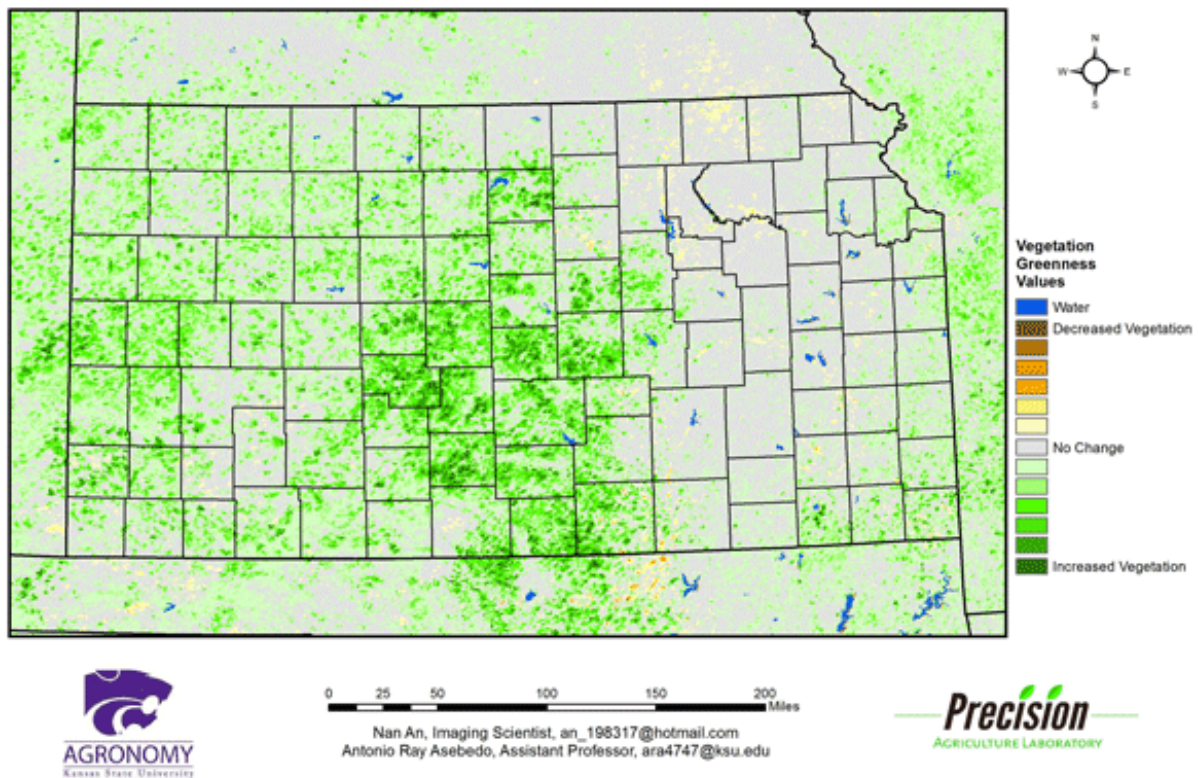 N
W E
S
Vegetation
Greenness
Values
Water
Decreased Vegetation
No Change
Increased Vegetation
0 25 50 100 150 200
Miles
Nan An, Imaging Scientist, an_198317@hotmail.com
Antonio Ray Asebedo, Assistant Professor, ara4747@ksu.edu
AGRONOMY
Kansas State University
Precision
AGRICULTURE LABORATORY